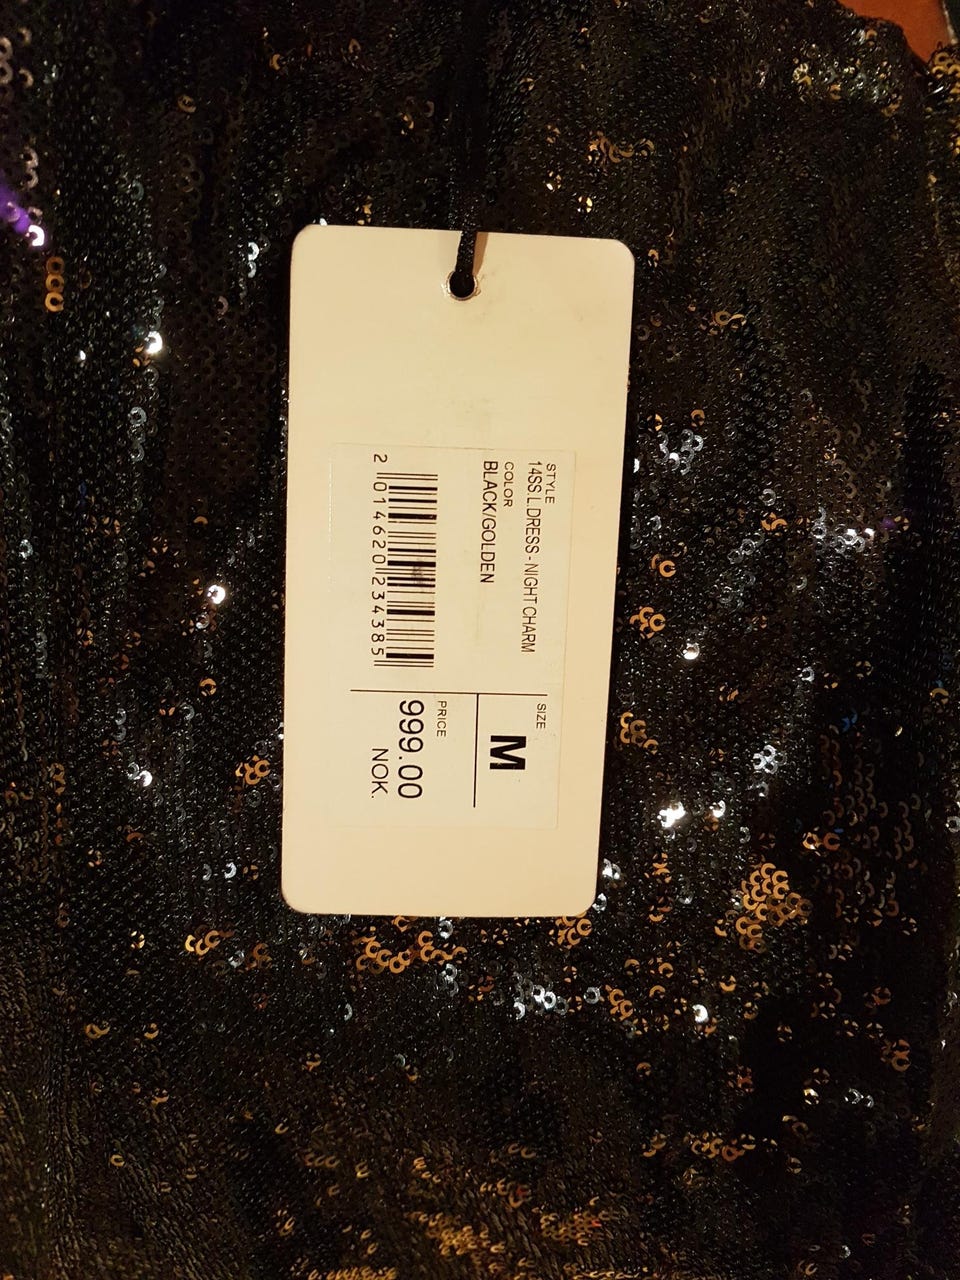 STYLE
14SS. L.DRESS - NIGHT CHARM
COLOR
BLACK/GOLDEN
2 014620 234385
SIZE
M
PRICE
999.00
NOK.